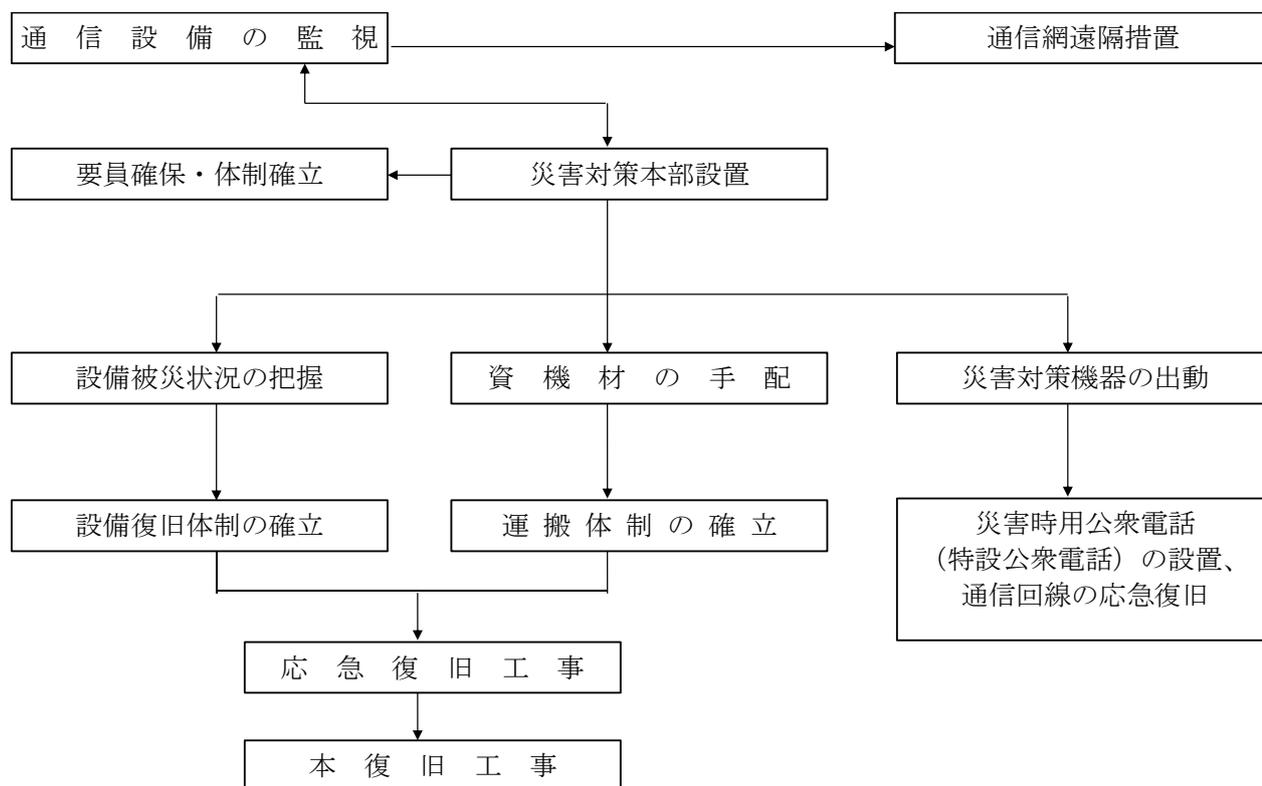 通信設備の監視
通信網遠隔措置
要員確保・体制確立
災害対策本部設置
設備被災状況の把握
資機材の手配
災害対策機器の出動
設備復旧体制の確立
運搬体制の確立
災害時用公衆電話
（特設公衆電話）の設置、
通信回線の応急復旧
応急復旧工事
本復旧工事